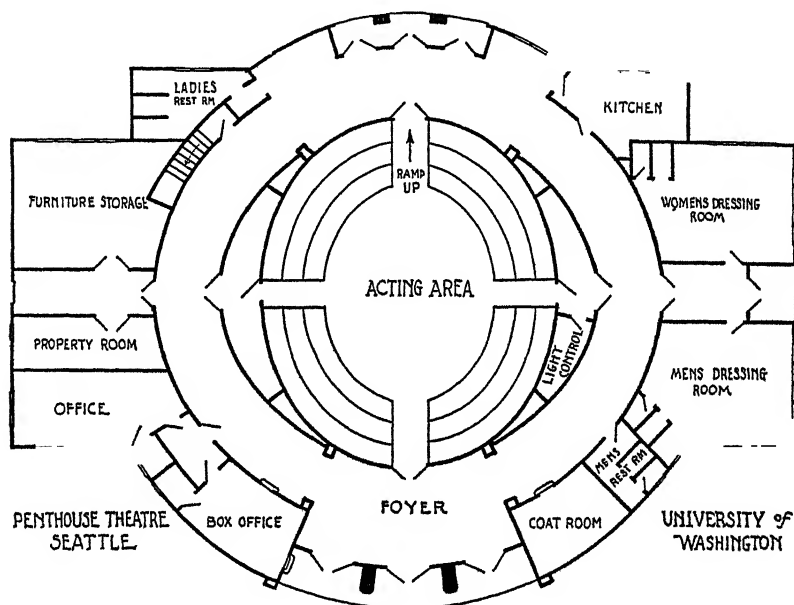 LADIES
REST RM
KITCHEN
RAMP
UP
FURNITURE STORAGE
WOMENS DRESSING
ROOM
ACTING AREA
PROPERTY ROOM
LIGHT
CONTROL
MENS DRESSING
ROOM
OFFICE
MENS
REST RM
FOYER
BOX OFFICE
COAT ROOM
PENTHOUSE THEATRE
SEATTLE
UNIVERSITY of
WASHINGTON